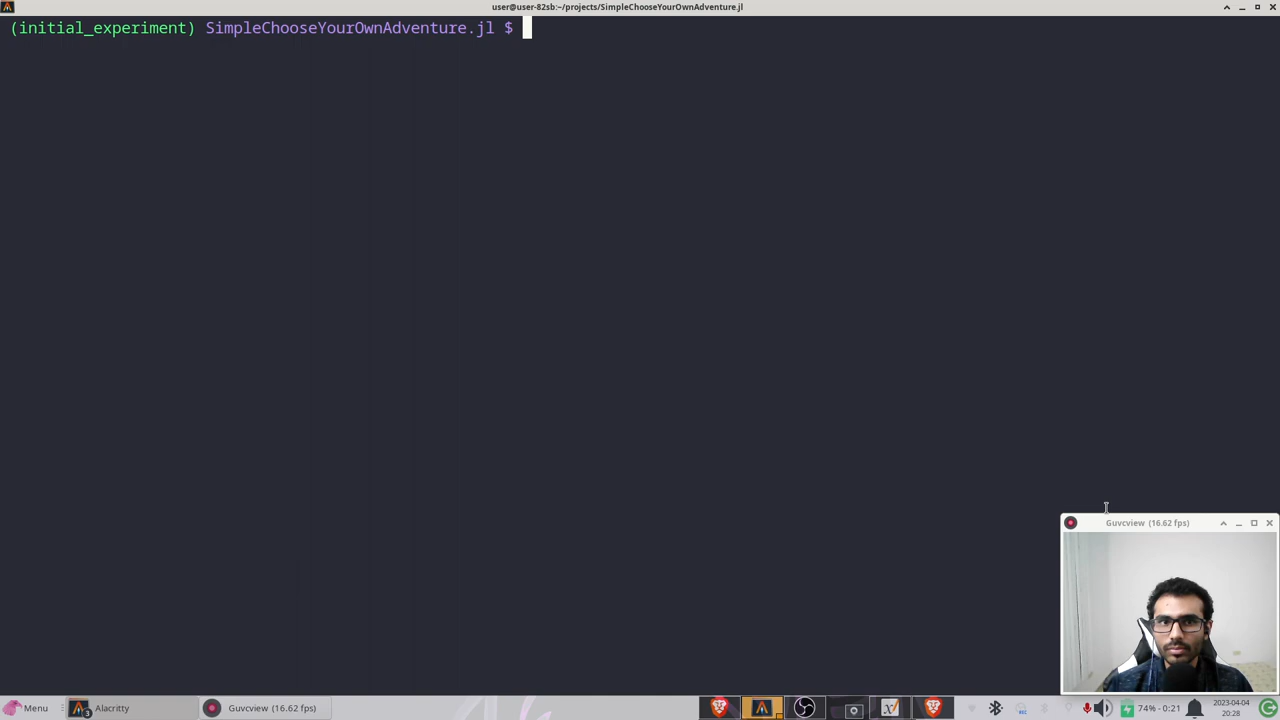 user@user-82sb:~/projects/SimpleChooseYourOwnAdventure.jl
(initial_experiment) SimpleChooseYourOwnAdventure.jl $
Guvcview (16.62 fps)
Menu
3
Alacritty
Guvcview (16.62 fps)
74% - 0:21
2023-04-04
20:28